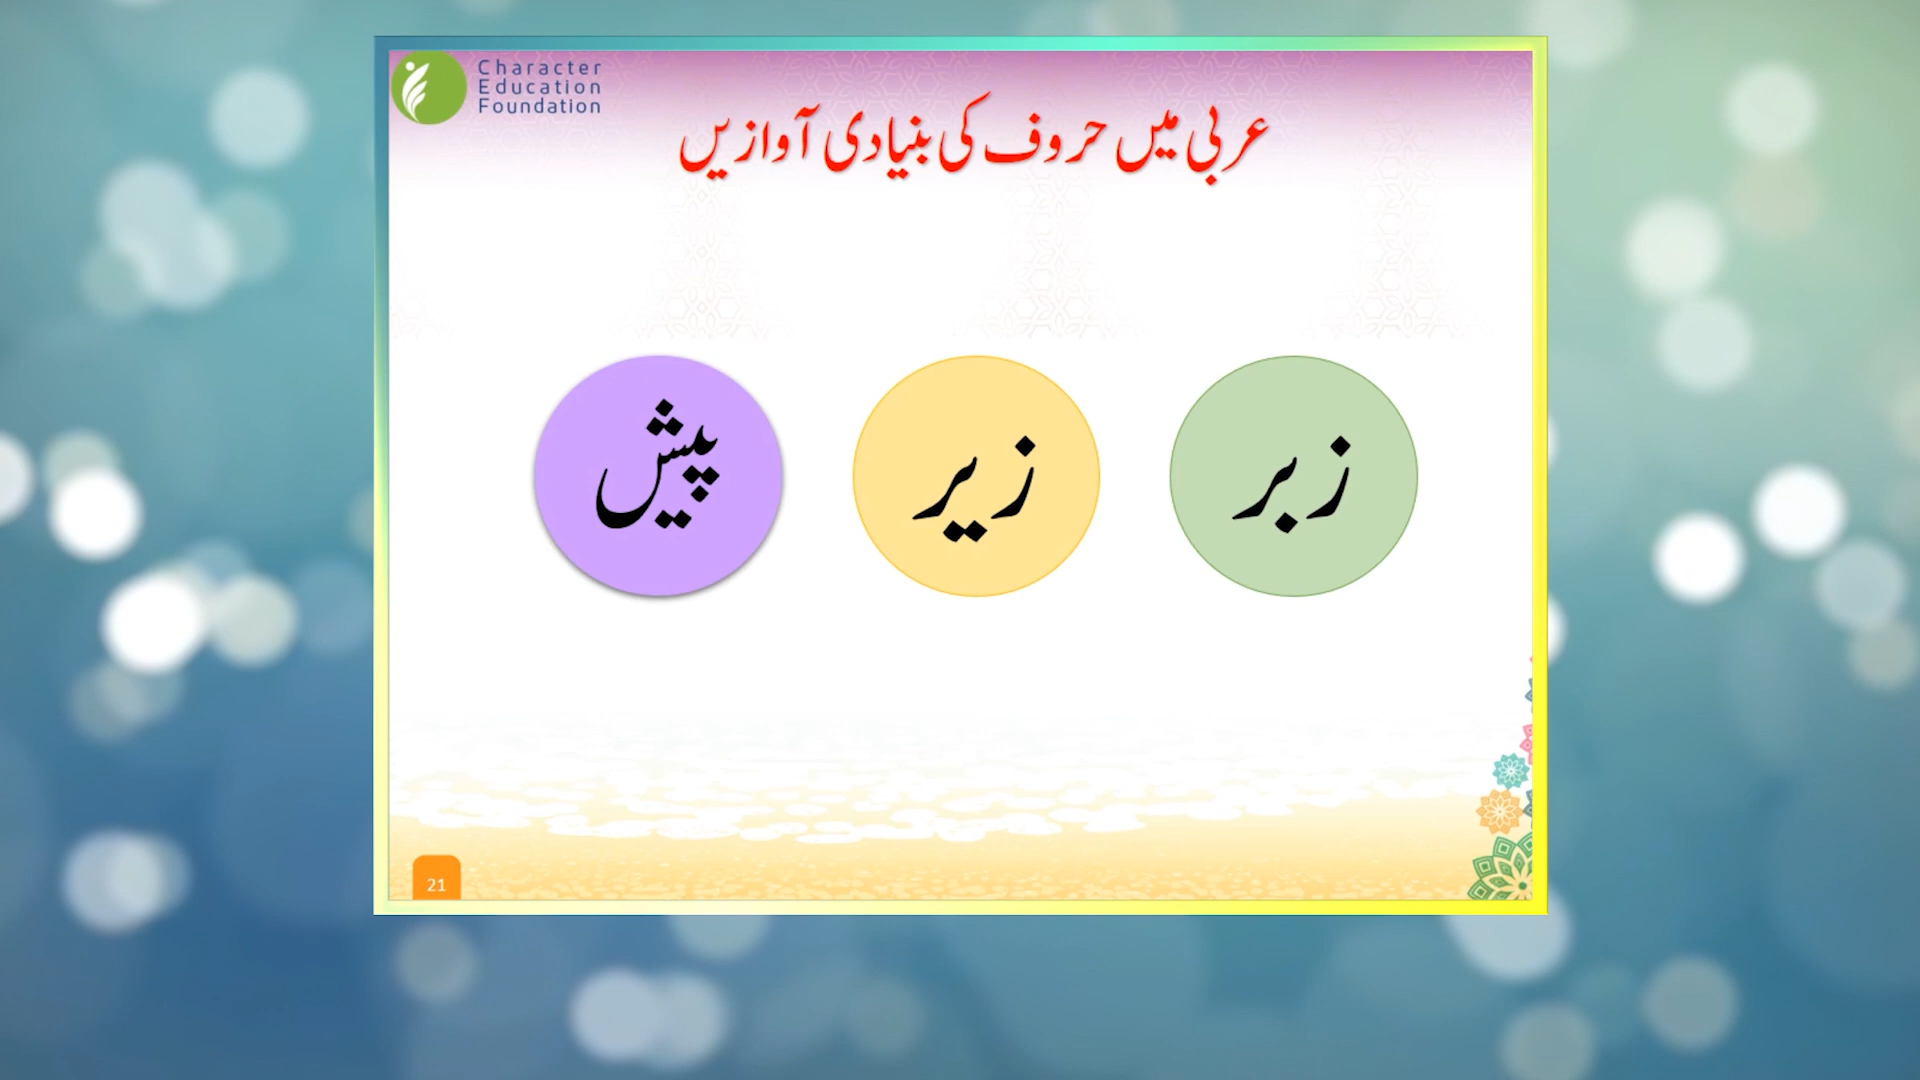 Character
Education
Foundation
عربی میں حروف کی بنیادی آوازیں
زبر
زیر
پیش
21